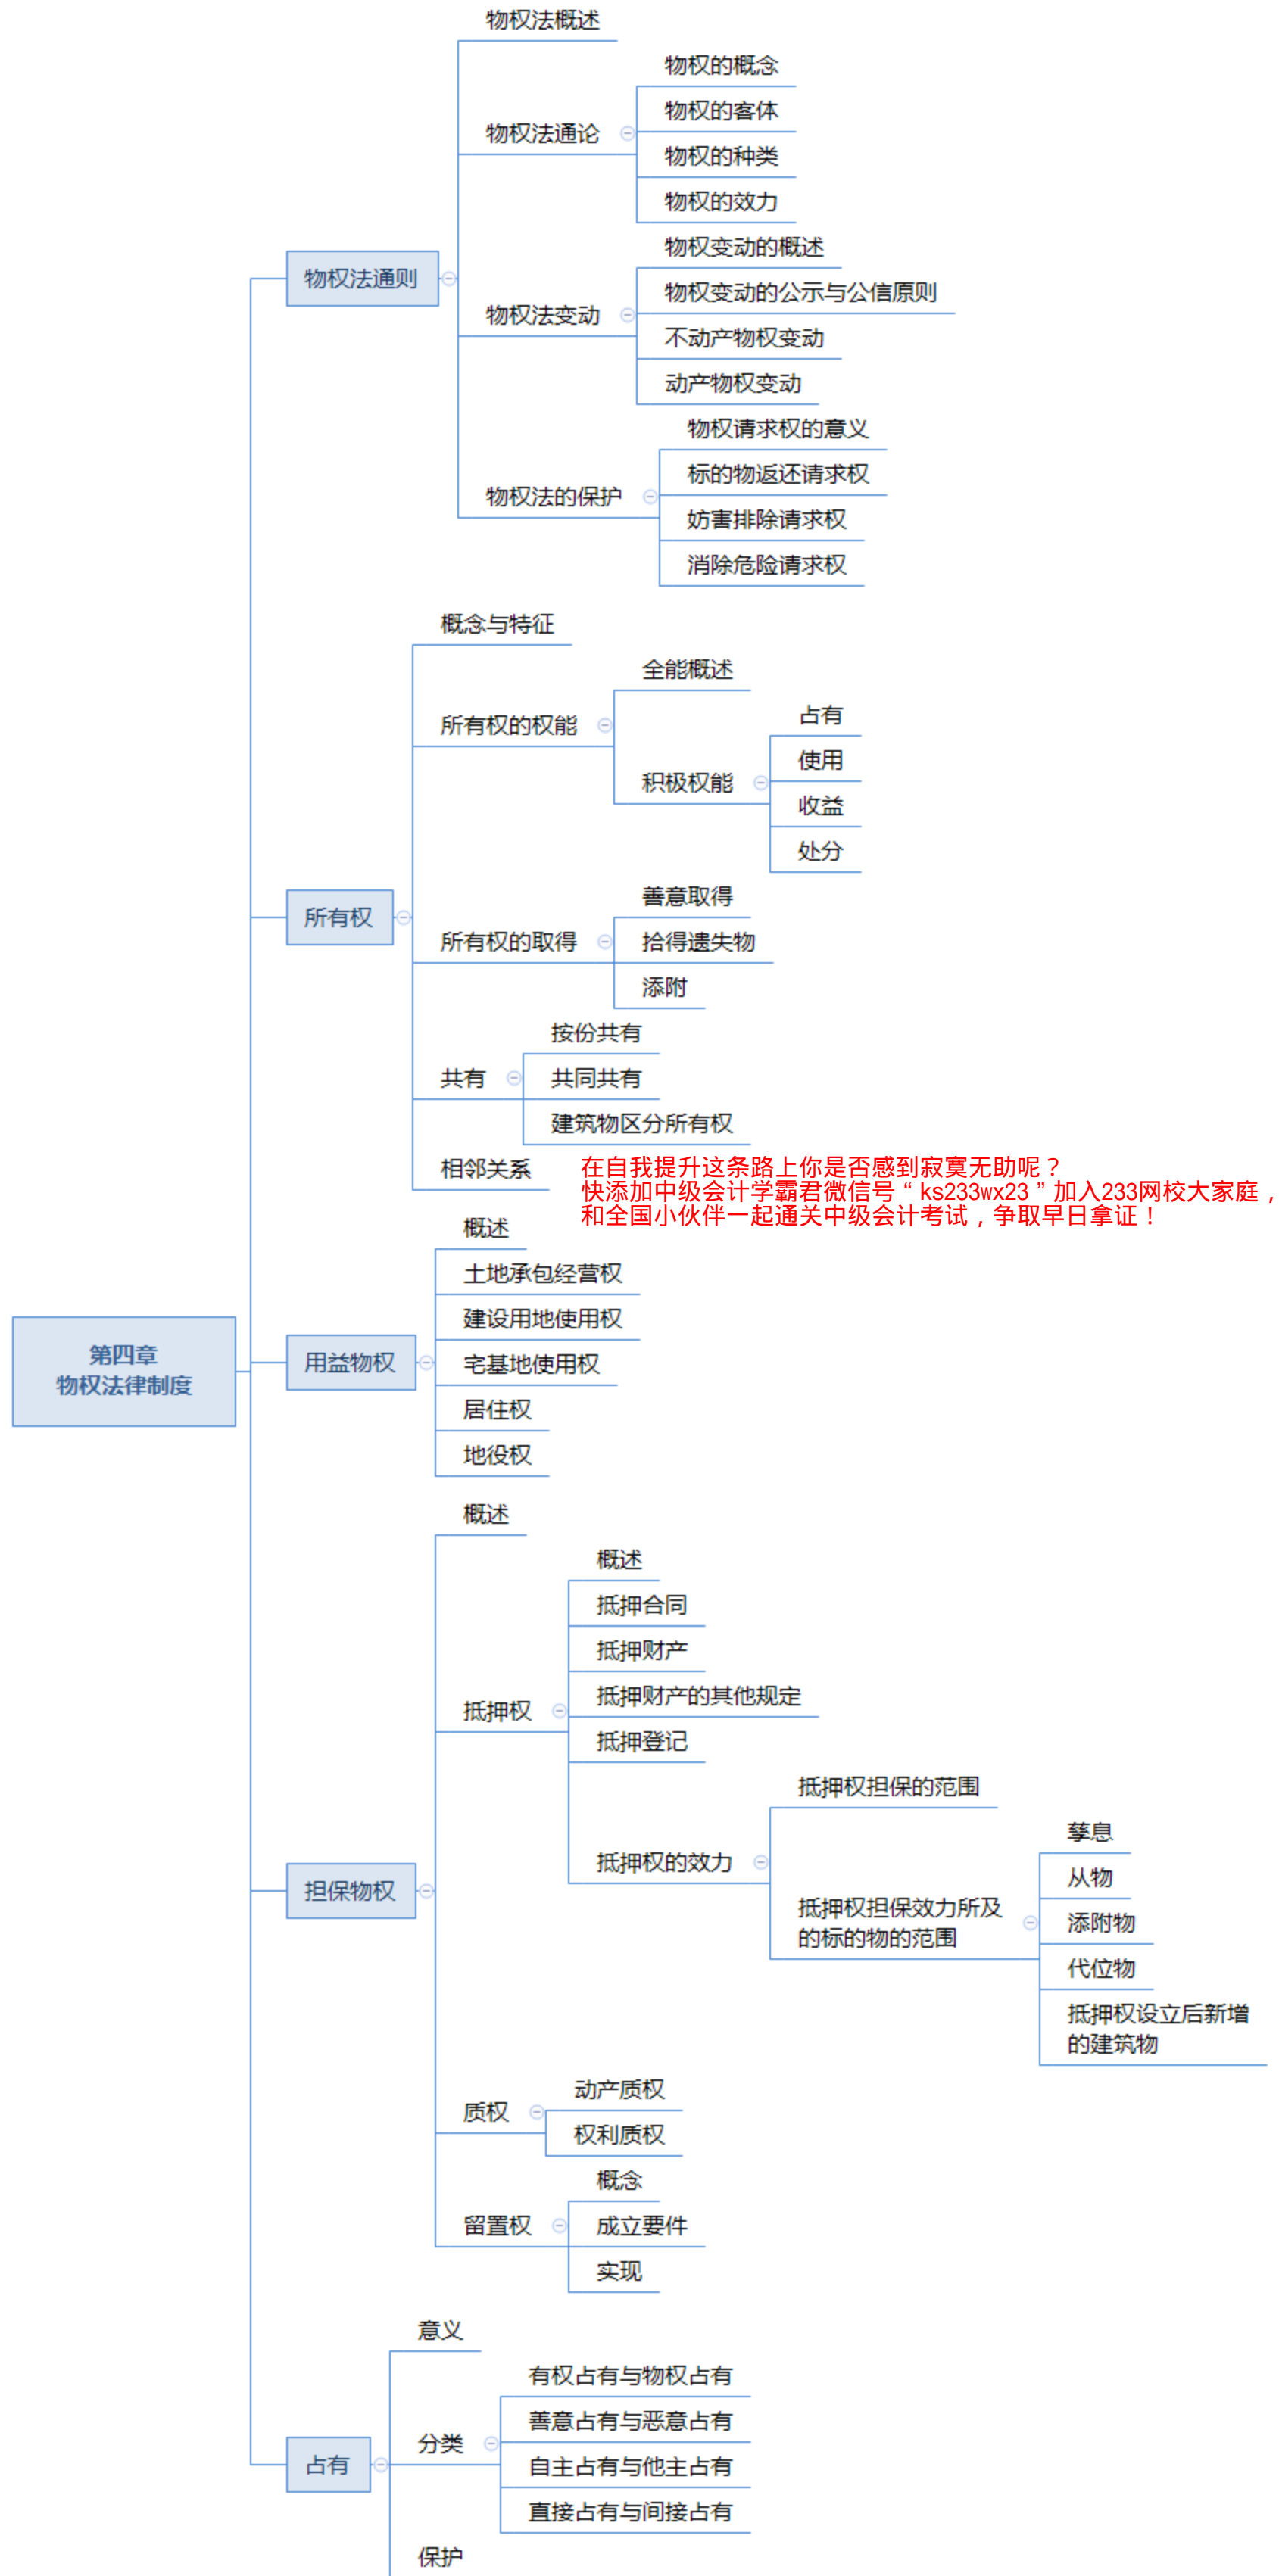 物权法概述
物权的概念
物权的客体
物权法通论
物权的种类
物权的效力
物权变动的概述
物权法通则
物权变动的公示与公信原则
物权法变动
不动产物权变动
动产物权变动
物权请求权的意义
标的物返还请求权
物权法的保护
妨害排除请求权
消除危险请求权
概念与特征
全能概述
所有权的权能
占有
使用
积极权能
收益
处分
善意取得
所有权
所有权的取得
拾得遗失物
添附
按份共有
共有
共同共有
建筑物区分所有权
相邻关系
在自我提升这条路上你是否感到寂寞无助呢？
快添加中级会计学霸君微信号“ks233wx23”加入233网校大家庭，
和全国小伙伴一起通关中级会计考试，争取早日拿证！
概述
土地承包经营权
建设用地使用权
第四章
物权法律制度
用益物权
宅基地使用权
居住权
地役权
概述
概述
抵押合同
抵押财产
抵押权
抵押财产的其他规定
抵押登记
抵押权担保的范围
孳息
抵押权的效力
从物
担保物权
抵押权担保效力所及
的标的物的范围
添附物
代位物
抵押权设立后新增
的建筑物
动产质权
质权
权利质权
概念
留置权
成立要件
实现
意义
有权占有与物权占有
善意占有与恶意占有
分类
占有
自主占有与他主占有
直接占有与间接占有
保护